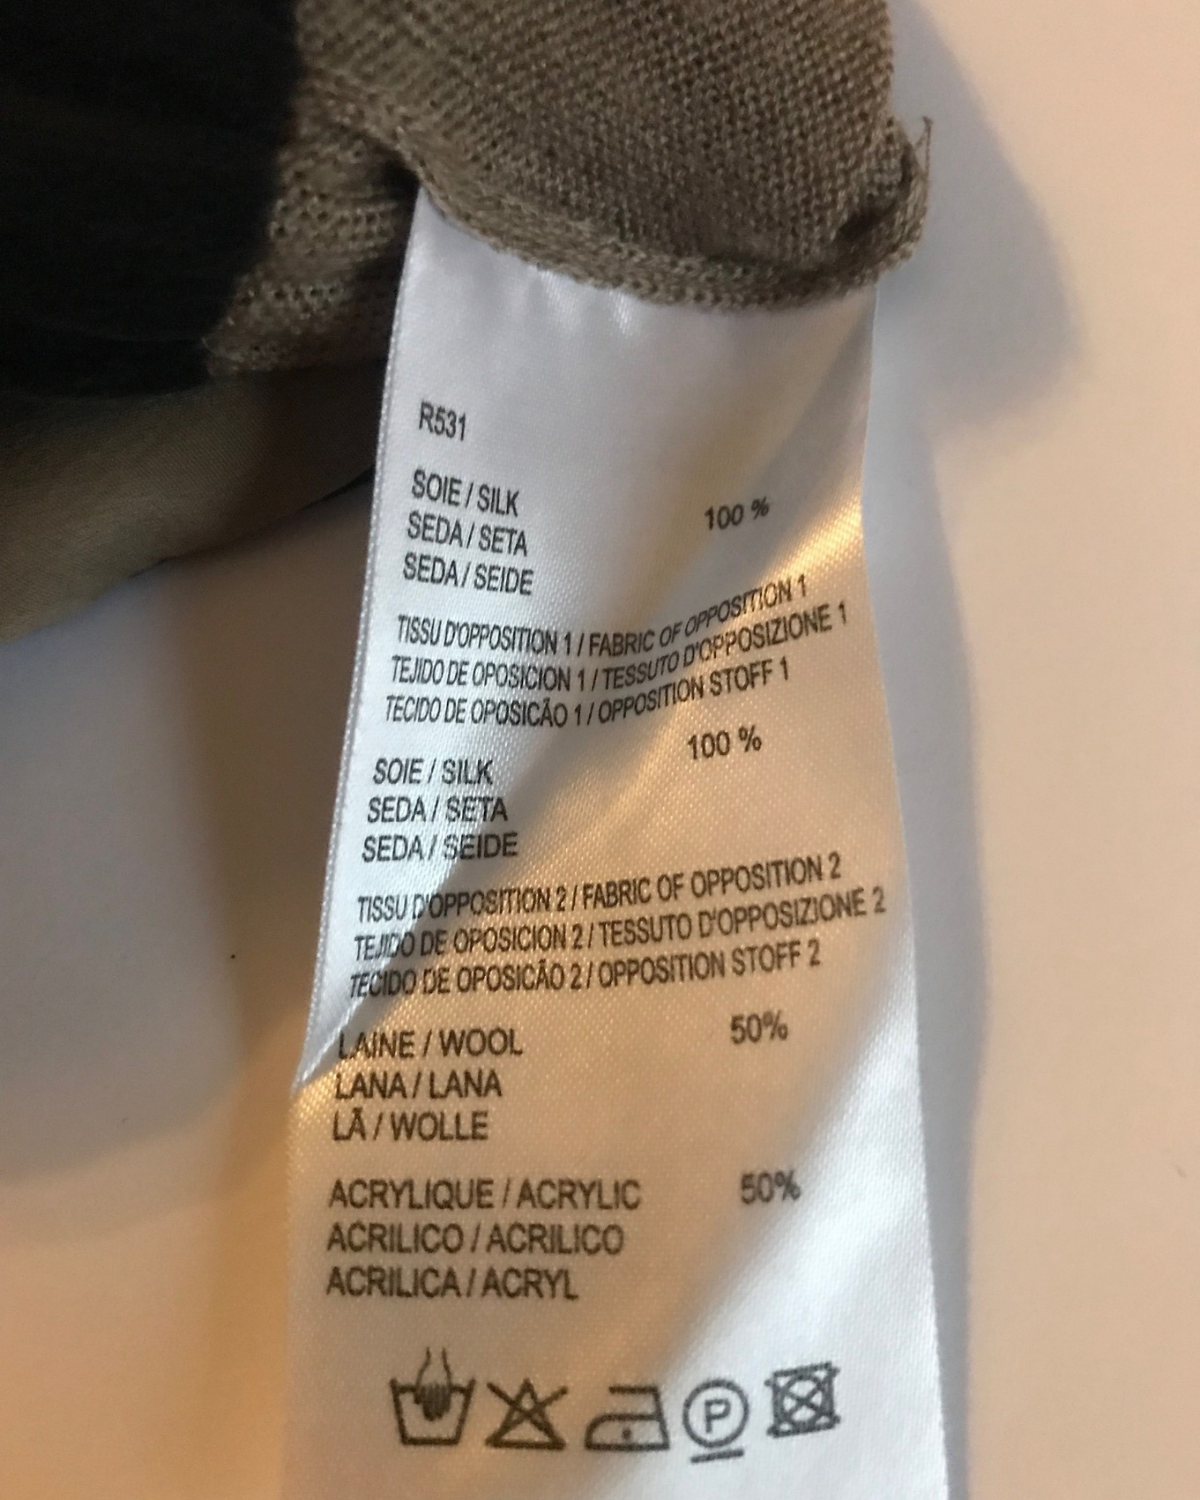 R531
SOIE / SILK 100 %
SEDA / SETA
SEDA / SEIDE
TISSU D'OPPOSITION 1 / FABRIC OF OPPOSITION 1
TEJIDO DE OPOSICION 1 / TESSUTO D'OPPOSIZIONE 1
TECIDO DE OPOSICÃO 1 / OPPOSITION STOFF 1
SOIE / SILK 100 %
SEDA / SETA
SEDA / SEIDE
TISSU D'OPPOSITION 2 / FABRIC OF OPPOSITION 2
TEJIDO DE OPOSICION 2 / TESSUTO D'OPPOSIZIONE 2
TECIDO DE OPOSICÃO 2 / OPPOSITION STOFF 2
LAINE / WOOL 50%
LANA / LANA
LÃ / WOLLE
ACRYLIQUE / ACRYLIC 50%
ACRILICO / ACRILICO
ACRILICA / ACRYL
P